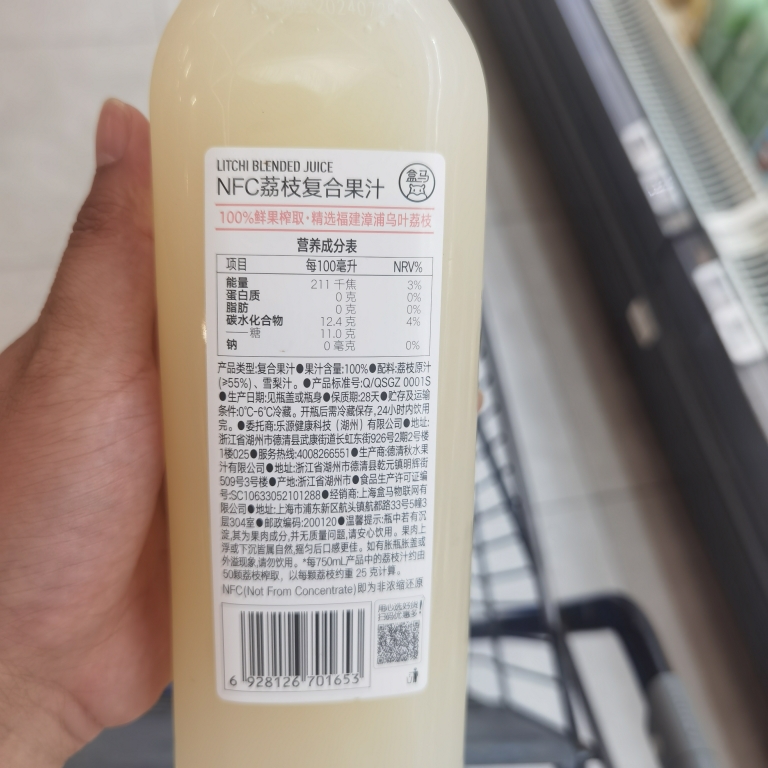 LITCHI BLENDED JUICE
NFC荔枝复合果汁
盒马
100%鲜果榨取·精选福建漳浦乌叶荔枝
营养成分表
项目 每100毫升 NRV%
能量 211 千焦 3%
蛋白质 0 克 0%
脂肪 0 克 0%
碳水化合物 12.4 克 4%
——糖 11.0 克
钠 0 毫克 0%
产品类型:复合果汁●果汁含量:100%●配料:荔枝原汁
(≥55%)、雪梨汁。●产品标准号:Q/QSGZ 0001S
●生产日期:见瓶盖或瓶身●保质期:28天●贮存及运输
条件:0℃-6℃冷藏。开瓶后需冷藏保存,24小时内饮用
完。●委托商:乐源健康科技（湖州）有限公司●地址:
浙江省湖州市德清县武康街道长虹东街926号2期2号楼
1楼025●服务热线:4008266551●生产商:德清秋水果
汁有限公司●地址:浙江省湖州市德清县乾元镇明辉街
509号3号楼●产地:浙江省湖州市●食品生产许可证编
号:SC10633052101288●经销商:上海盒马物联网有
限公司●地址:上海市浦东新区航头镇航都路33号5幢3
层304室●邮政编码:200120●温馨提示:瓶中若有沉
淀,其为果肉成分,并无质量问题,请安心饮用。果肉上
浮或下沉皆属自然,摇匀后口感更佳。如有胀瓶胀盖或
外溢现象,请勿饮用。*每750mL产品中的荔枝汁约由
50颗荔枝榨取，以每颗荔枝约重 25 克计算。
NFC(Not From Concentrate)即为非浓缩还原
6 928126 701653